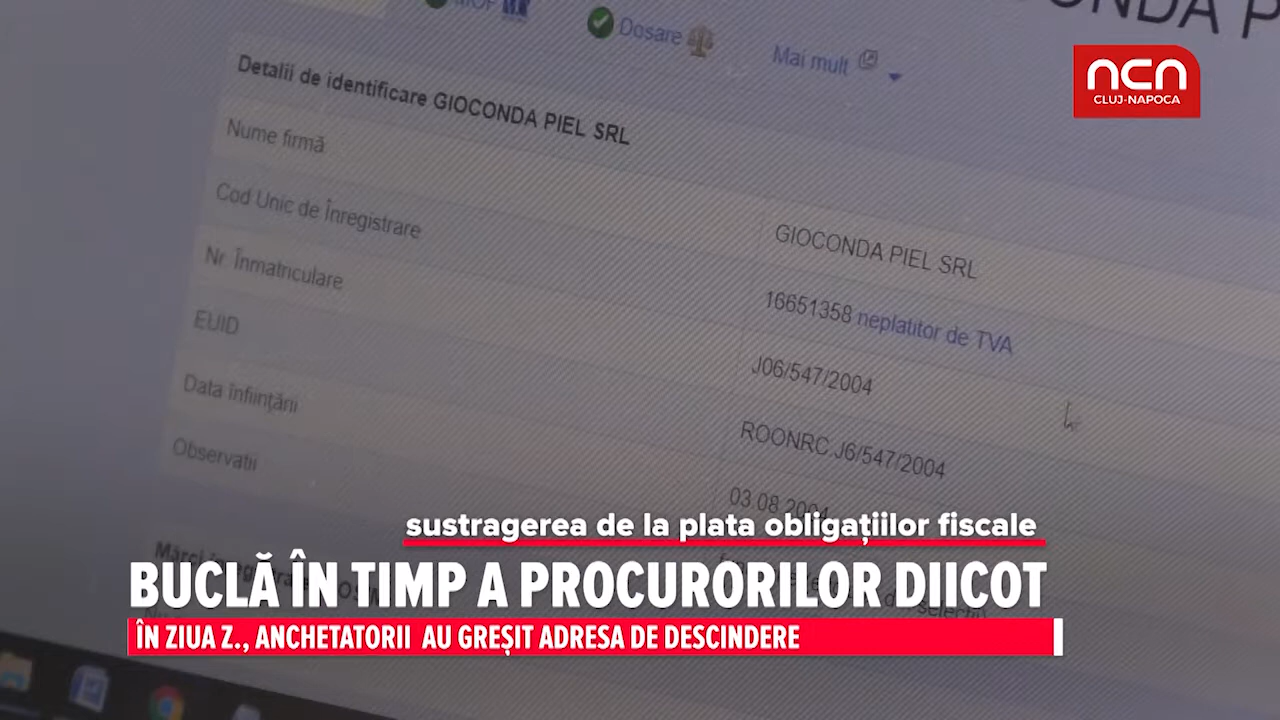 Dosare
Mai mult
ncn
CLUJ-NAPOCA
Detalii de identificare GIOCONDA PIEL SRL
Nume firmă
GIOCONDA PIEL SRL
Cod Unic de Înregistrare
16651358 neplatitor de TVA
Nr. Înmatriculare
J06/547/2004
EUID
ROONRC.J6/547/2004
Data înființării
03.08.2004
Observatii
sustragerea de la plata obligațiilor fiscale
BUCLĂ ÎN TIMP A PROCURORILOR DIICOT
ÎN ZIUA Z., ANCHETATORII AU GREȘIT ADRESA DE DESCINDERE